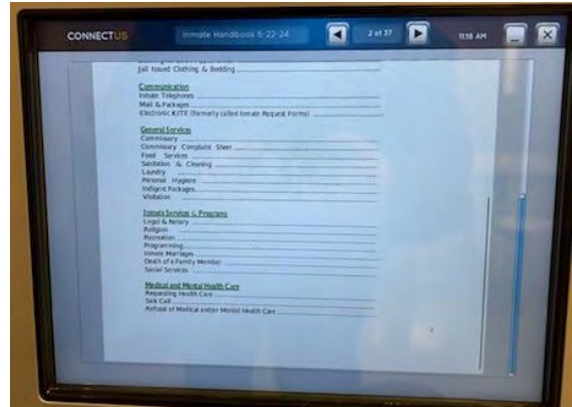 CONNECTUS
Inmate Handbook 6-22-24
2 of 37
11:18 AM
Jail Issued Clothing & Bedding
Communication
Inmate Telephones
Mail & Packages
Electronic KITE (formerly called Inmate Request Forms)
General Services
Commissary
Commissary Complaint Sheet
Food Services
Sanitation & Cleaning
Laundry
Personal Hygiene
Indigent Packages
Visitation
Inmate Services & Programs
Legal & Notary
Religion
Recreation
Programming
Inmate Marriages
Death of a Family Member
Social Services
Medical and Mental Health Care
Requesting Health Care
Sick Call
Refusal of Medical and/or Mental Health Care
2